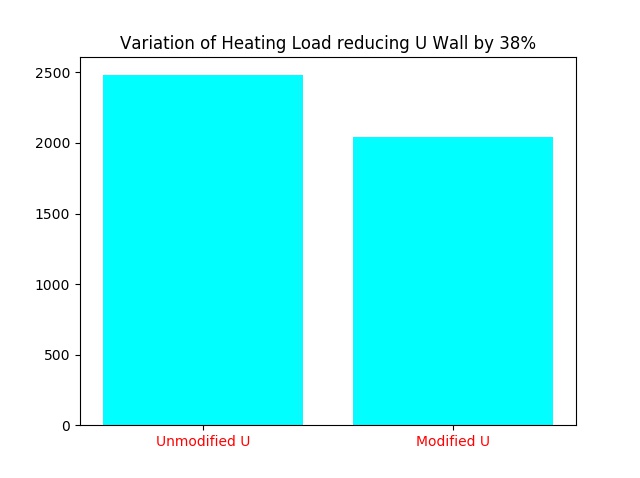 Variation of Heating Load reducing U Wall by 38%
2500
2000
1500
1000
500
0
Unmodified U
Modified U